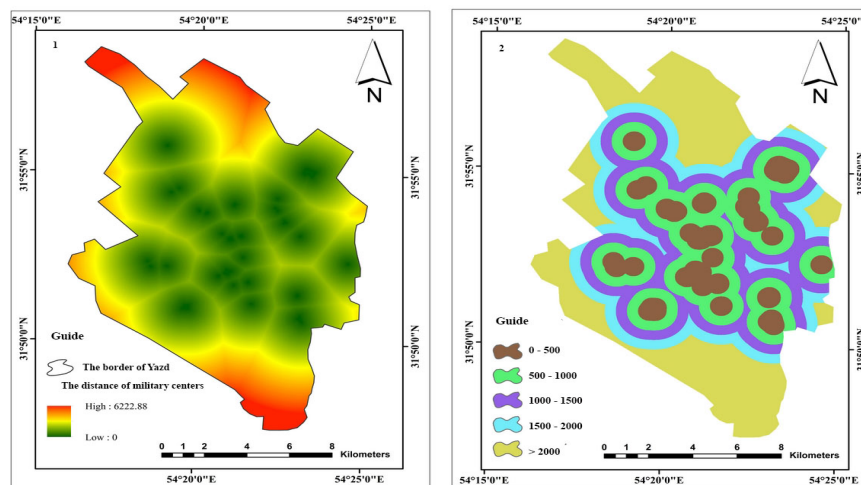 54°15'0"E 54°20'0"E 54°25'0"E
1
N
31°55'0"N
31°50'0"N
31°55'0"N
31°50'0"N
Guide
The border of Yazd
The distance of military centers
High : 6222.88
Low : 0
0 1 2 4 6 8
Kilometers
54°20'0"E 54°25'0"E
54°15'0"E 54°20'0"E 54°25'0"E
2
N
31°55'0"N
31°50'0"N
Guide
0 - 500
500 - 1000
1000 - 1500
1500 - 2000
> 2000
0 1 2 4 6 8
Kilometers
54°15'0"E 54°20'0"E 54°25'0"E